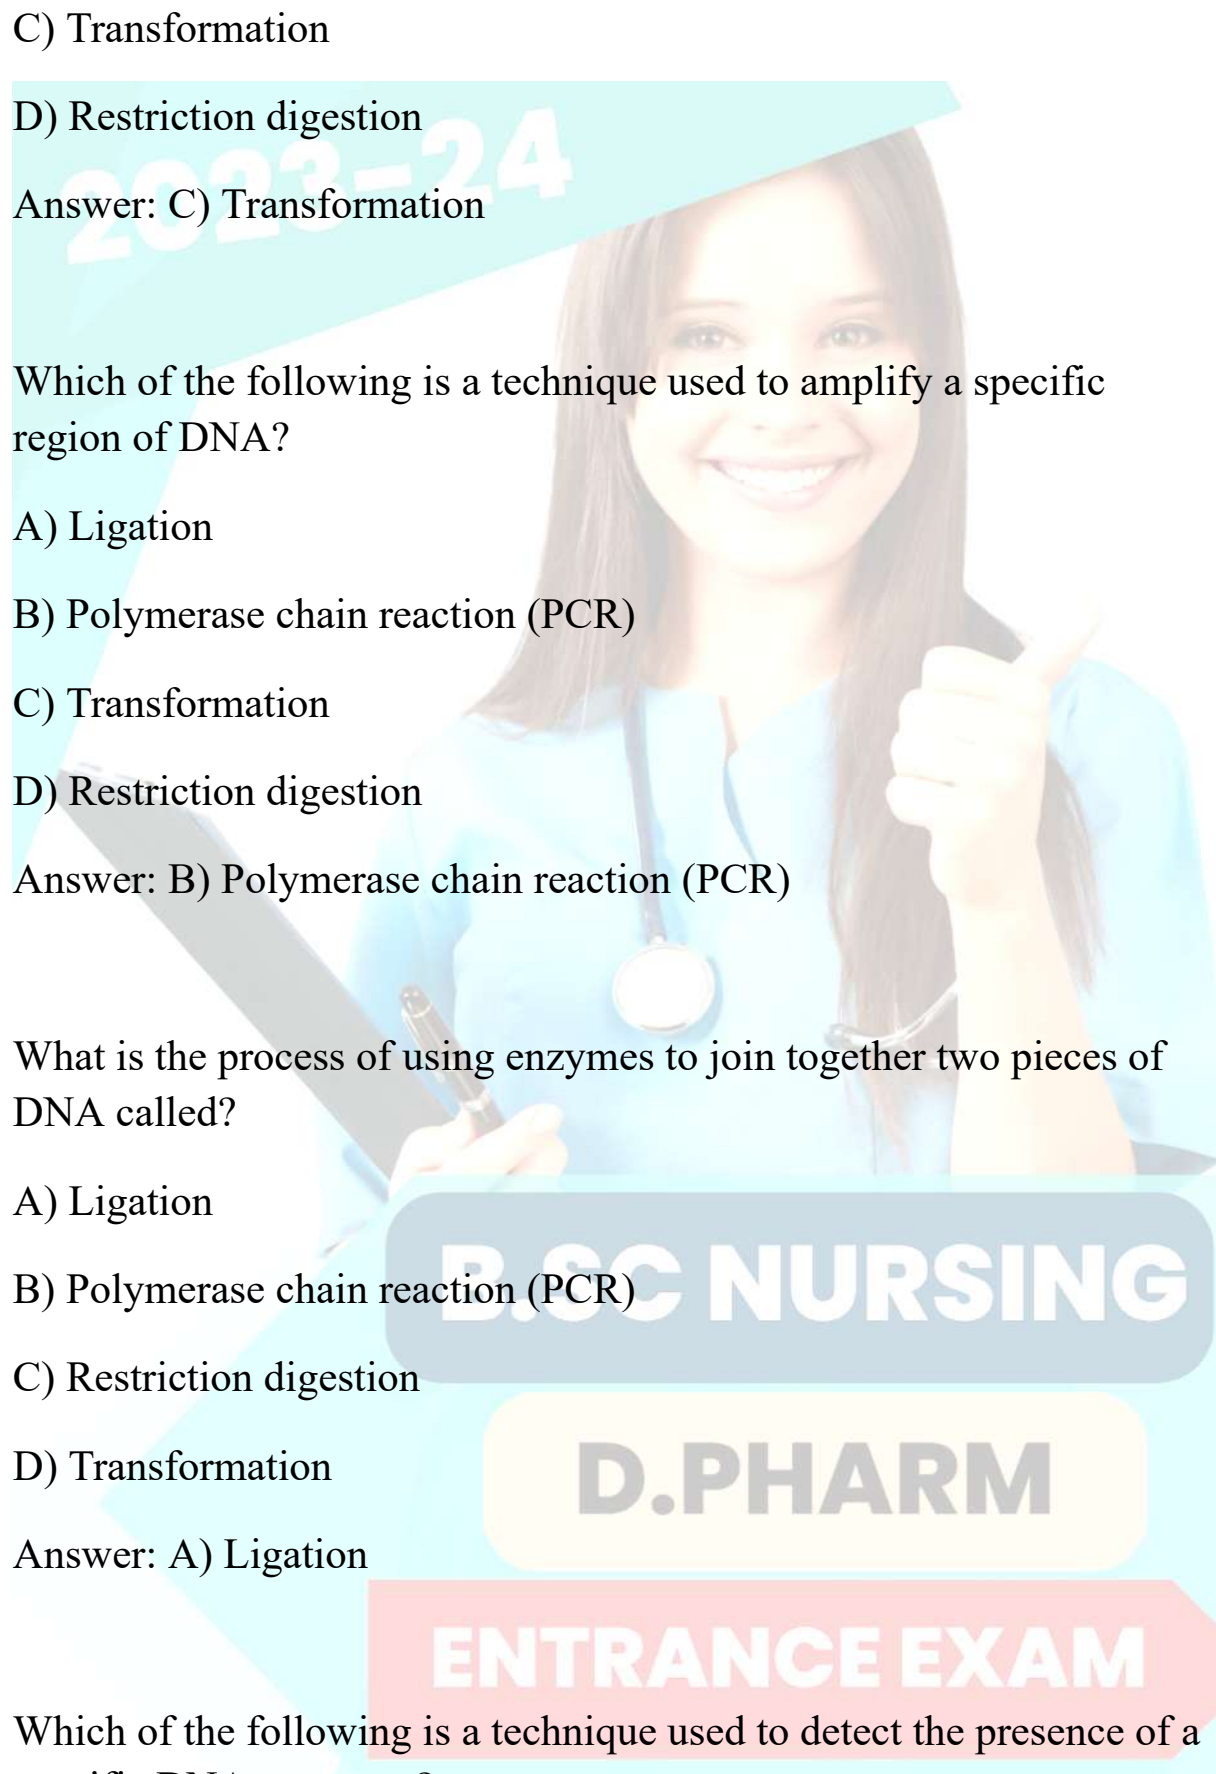 C) Transformation
D) Restriction digestion
2023-24
Answer: C) Transformation
Which of the following is a technique used to amplify a specific
region of DNA?
A) Ligation
B) Polymerase chain reaction (PCR)
C) Transformation
D) Restriction digestion
Answer: B) Polymerase chain reaction (PCR)
What is the process of using enzymes to join together two pieces of
DNA called?
A) Ligation
B.SC NURSING
B) Polymerase chain reaction (PCR)
C) Restriction digestion
D) Transformation
D.PHARM
Answer: A) Ligation
ENTRANCE EXAM
Which of the following is a technique used to detect the presence of a